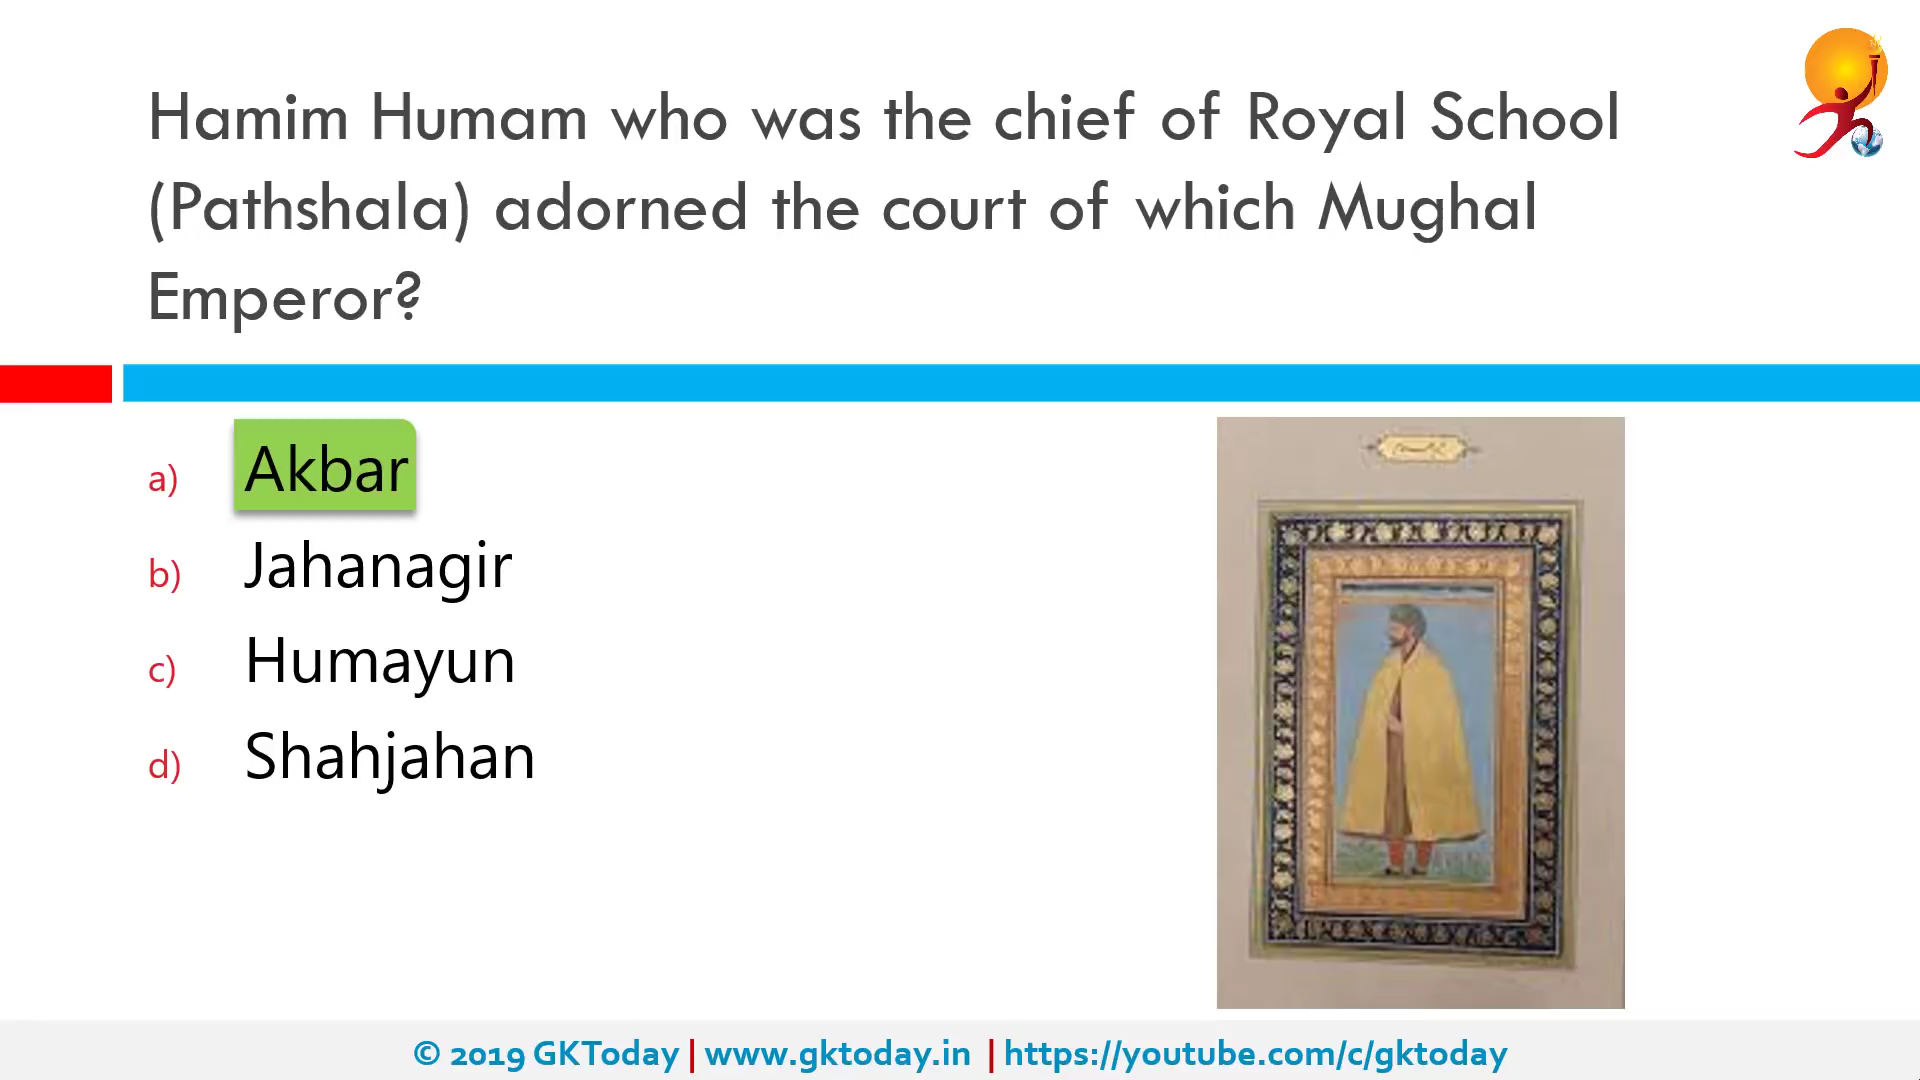 Hamim Humam who was the chief of Royal School
(Pathshala) adorned the court of which Mughal
Emperor?
a) Akbar
b) Jahanagir
c) Humayun
d) Shahjahan
© 2019 GKToday | www.gktoday.in | https://youtube.com/c/gktoday